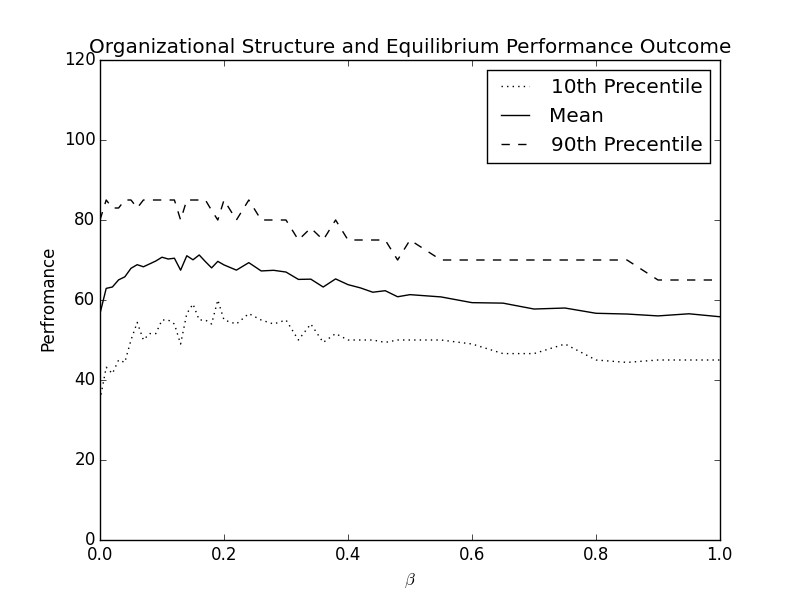 Organizational Structure and Equilibrium Performance Outcome
120
100
80
60
40
20
0
Perfromance
10th Precentile
Mean
90th Precentile
0.0 0.2 0.4 0.6 0.8 1.0
β